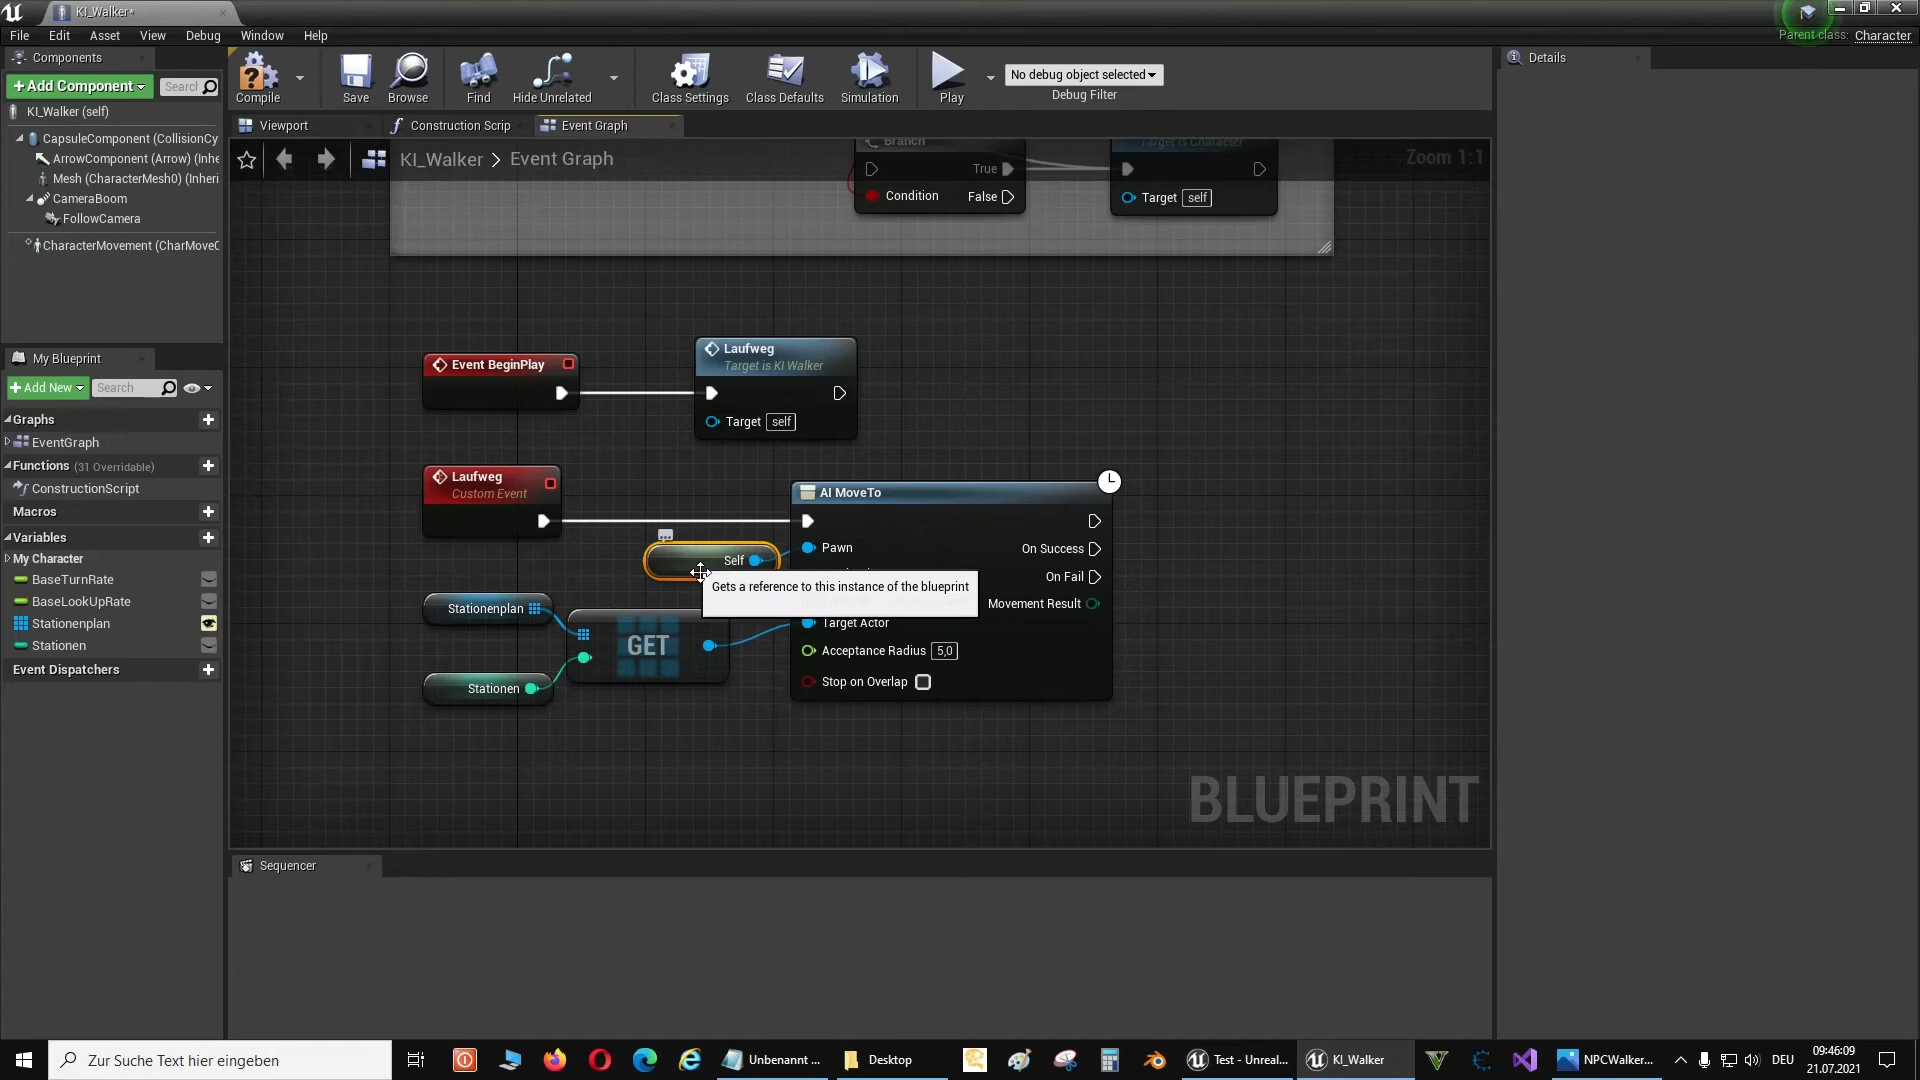 KI_Walker*
File Edit Asset View Debug Window Help
Parent class: Character
Components
+Add Component
Search
KI_Walker (self)
CapsuleComponent (CollisionCy
ArrowComponent (Arrow) (Inhe
Mesh (CharacterMesh0) (Inheri
CameraBoom
FollowCamera
CharacterMovement (CharMoveC
Compile
Save
Browse
Find
Hide Unrelated
Class Settings
Class Defaults
Simulation
Play
No debug object selected
Debug Filter
Details
Viewport
Construction Scrip
Event Graph
KI_Walker > Event Graph
Zoom 1:1
Branch
True
Condition
False
Target is Character
Target self
Event BeginPlay
Laufweg
Target is KI Walker
Target self
Laufweg
Custom Event
AI MoveTo
Pawn
On Success
On Fail
Movement Result
Target Actor
Acceptance Radius 5,0
Stop on Overlap
Self
Gets a reference to this instance of the blueprint
Stationenplan
GET
Stationen
BLUEPRINT
My Blueprint
+Add New
Search
Graphs
EventGraph
Functions (31 Overridable)
ConstructionScript
Macros
Variables
My Character
BaseTurnRate
BaseLookUpRate
Stationenplan
Stationen
Event Dispatchers
Sequencer
Zur Suche Text hier eingeben
Unbenannt ...
Desktop
Test - Unreal...
KI_Walker
NPCWalker...
DEU
09:46:09
21.07.2021